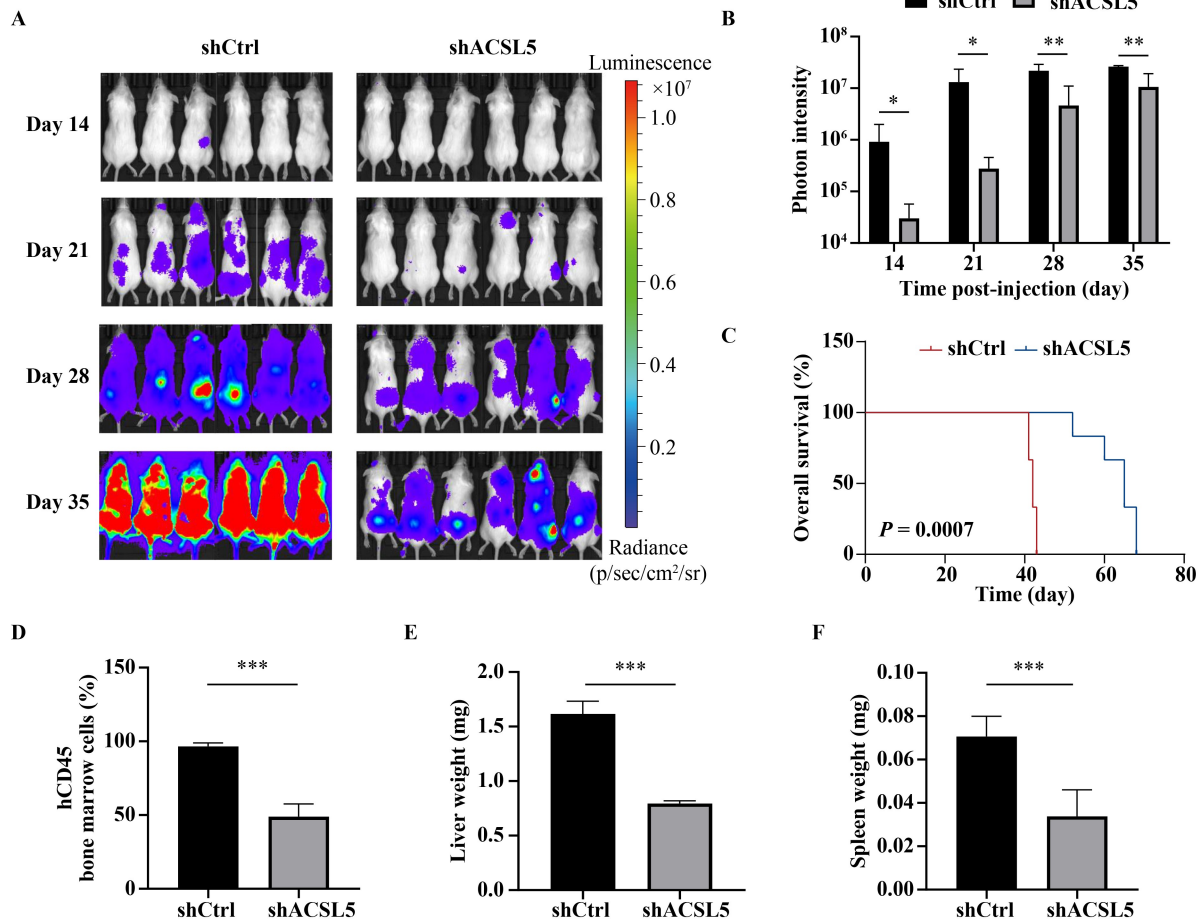 A
shCtrl
shACSL5
Luminescence
×10⁷
1.0
0.8
0.6
0.4
0.2
Radiance
(p/sec/cm²/sr)
Day 14
Day 21
Day 28
Day 35
B
shCtrl shACSL5
Photon intensity
10⁸
10⁷
10⁶
10⁵
10⁴
* * ** **
14 21 28 35
Time post-injection (day)
C
shCtrl shACSL5
Overall survival (%)
150
100
50
0
P = 0.0007
0 20 40 60 80
Time (day)
D
hCD45
bone marrow cells (%)
150
100
50
0
***
shCtrl shACSL5
E
Liver weight (mg)
2.0
1.5
1.0
0.5
0.0
***
shCtrl shACSL5
F
Spleen weight (mg)
0.10
0.08
0.06
0.04
0.02
0.00
***
shCtrl shACSL5